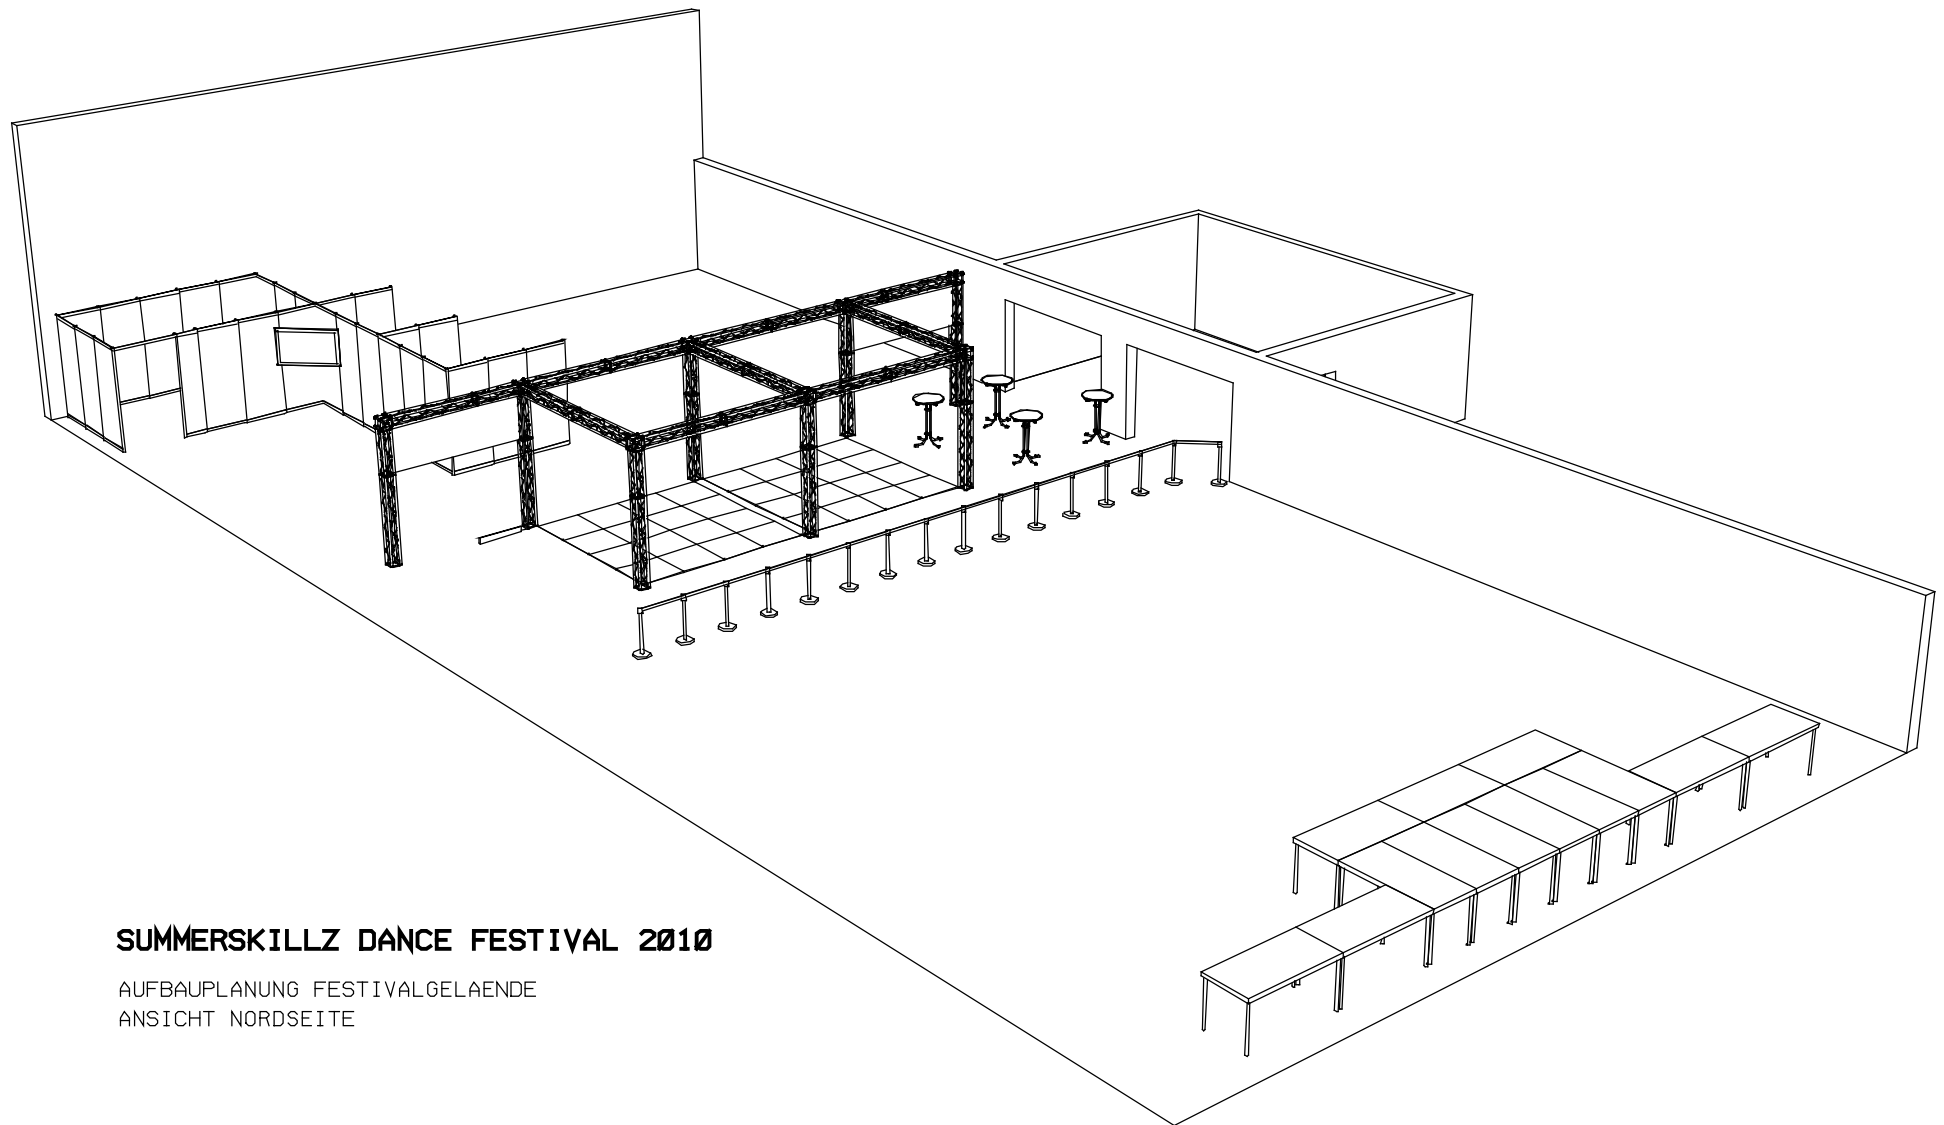 SUMMERSKILLZ DANCE FESTIVAL 2010
AUFBAUPLANUNG FESTIVALGELAENDE
ANSICHT NORDSEITE